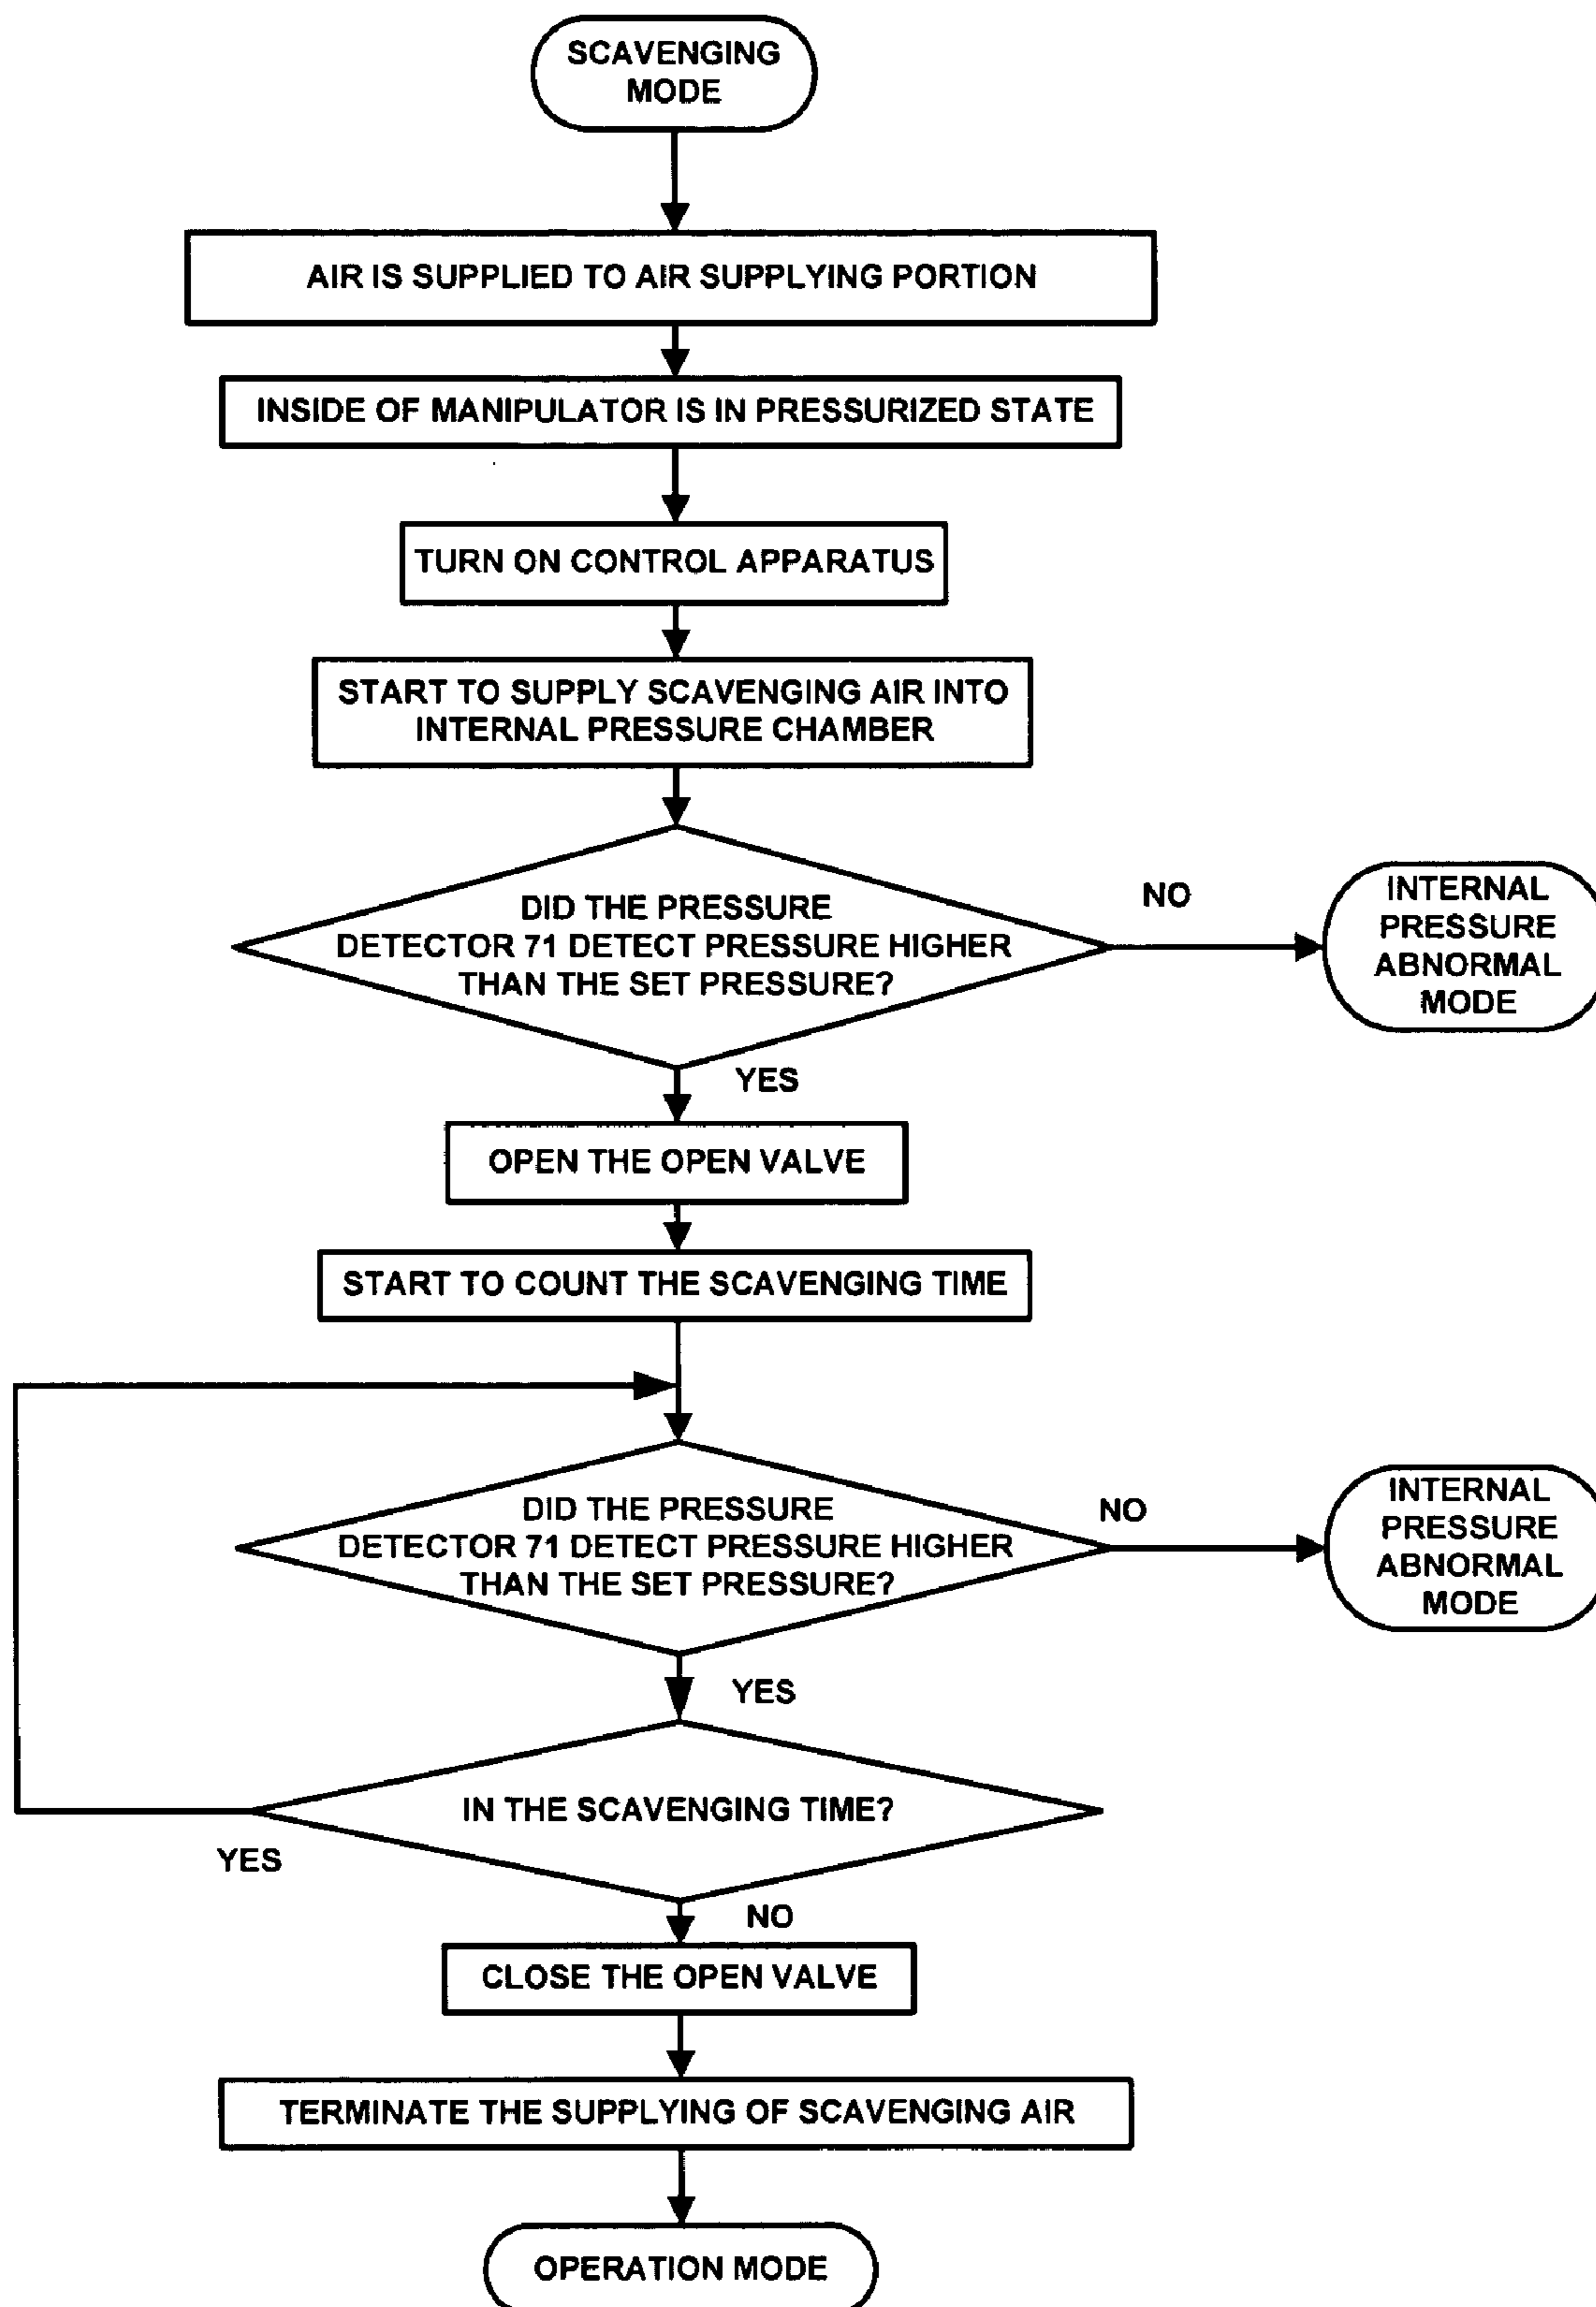 SCAVENGING
MODE
AIR IS SUPPLIED TO AIR SUPPLYING PORTION
INSIDE OF MANIPULATOR IS IN PRESSURIZED STATE
TURN ON CONTROL APPARATUS
START TO SUPPLY SCAVENGING AIR INTO
INTERNAL PRESSURE CHAMBER
DID THE PRESSURE
DETECTOR 71 DETECT PRESSURE HIGHER
THAN THE SET PRESSURE?
NO
INTERNAL
PRESSURE
ABNORMAL
MODE
YES
OPEN THE OPEN VALVE
START TO COUNT THE SCAVENGING TIME
DID THE PRESSURE
DETECTOR 71 DETECT PRESSURE HIGHER
THAN THE SET PRESSURE?
NO
INTERNAL
PRESSURE
ABNORMAL
MODE
YES
IN THE SCAVENGING TIME?
YES
NO
CLOSE THE OPEN VALVE
TERMINATE THE SUPPLYING OF SCAVENGING AIR
OPERATION MODE